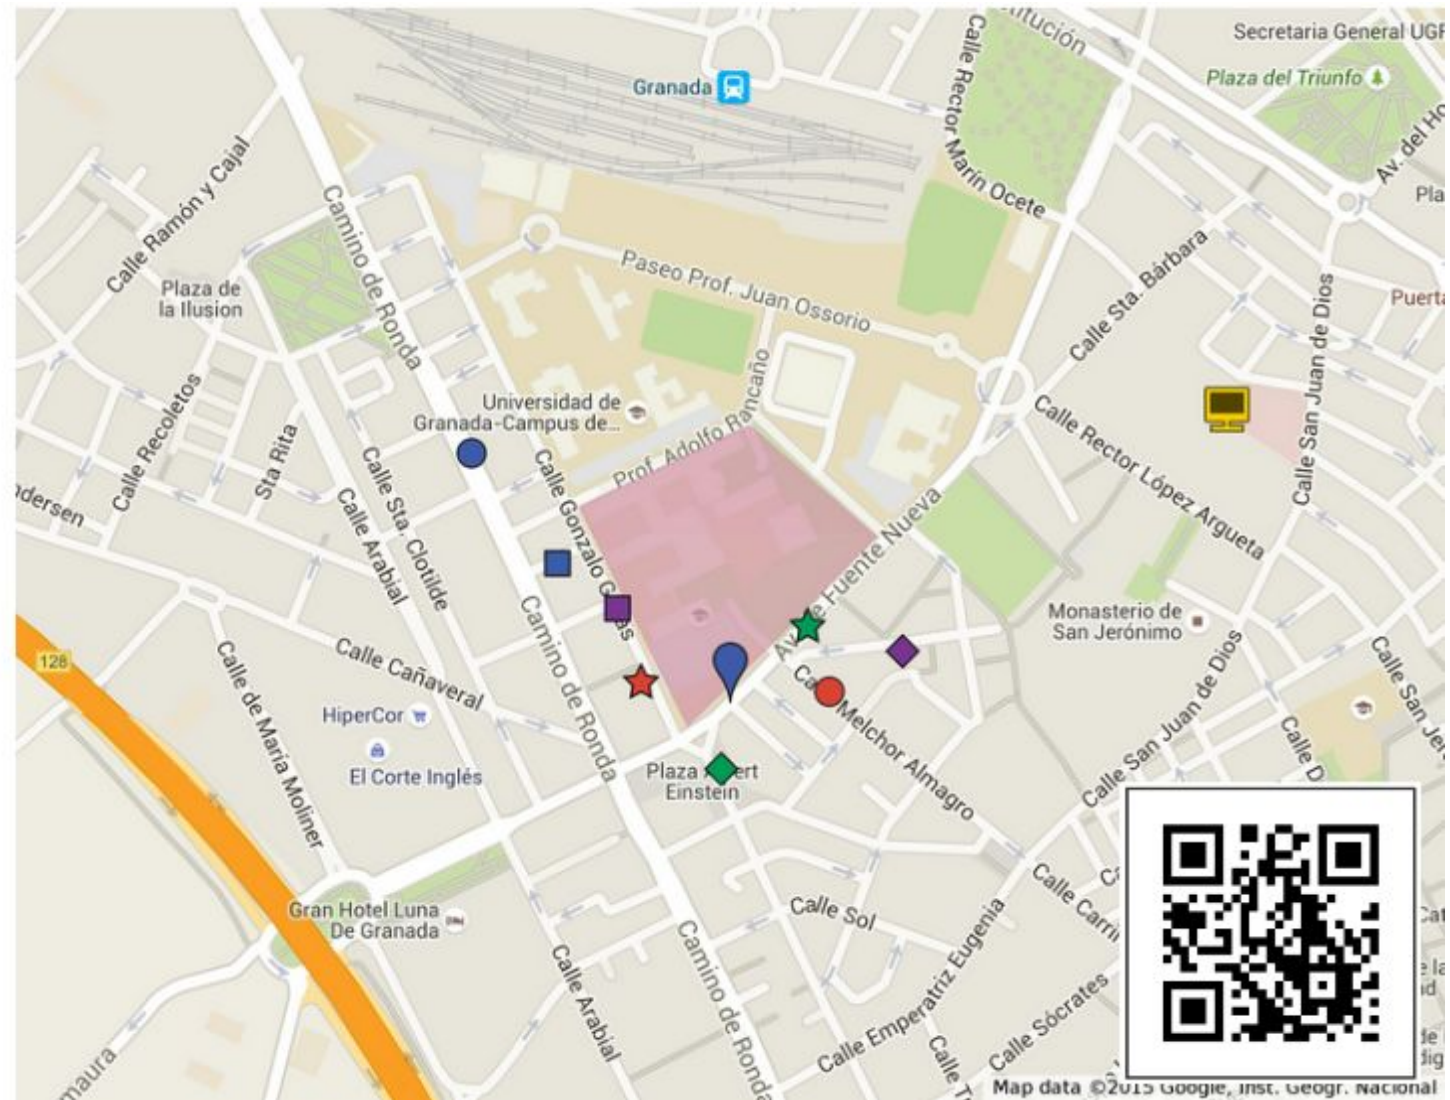 Secretaria General UGR
Granada
Plaza del Triunfo
Calle Rector Marín Ocete
Av. del
Calle Ramón y Cajal
Camino de Ronda
Paseo Prof. Juan Ossorio
Calle Sta. Bárbara
Plaza de
la Ilusion
Calle San Juan de Dios
Universidad de
Granada-Campus de...
Prof. Adolfo Rancaño
Calle Recoletos
Sta Rita
Calle Sta. Clotilde
Calle Arabial
Calle Rector López Argueta
Fuente Nueva
Monasterio de
San Jerónimo
Camino de Ronda
128
Calle de María Moliner
Calle Cañaveral
HiperCor
El Corte Inglés
Melchor Almagro
Calle San Juan de Dios
Einstein
Gran Hotel Luna
De Granada
Calle Sol
Calle Arabial
Camino de Ronda
Calle Emperatriz Eugenia
Calle Sócrates
Map data ©2015 Google, Inst. Geogr. Nacional